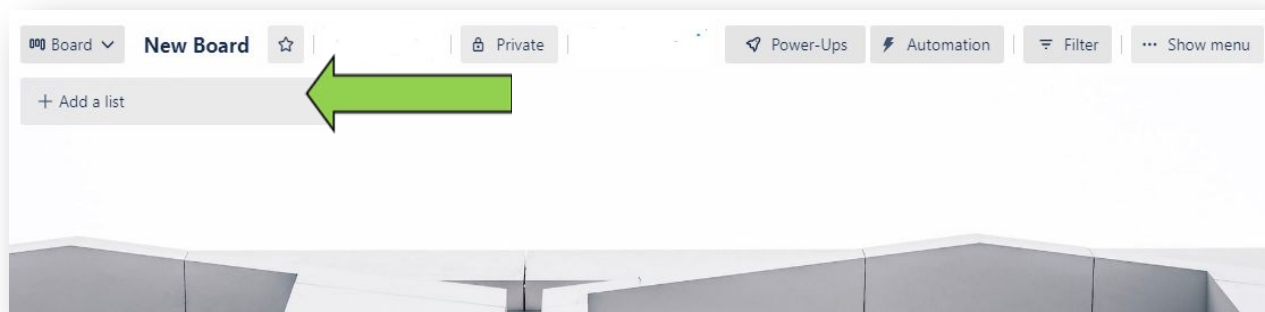 Board New Board Private Power-Ups Automation Filter ... Show menu
+ Add a list